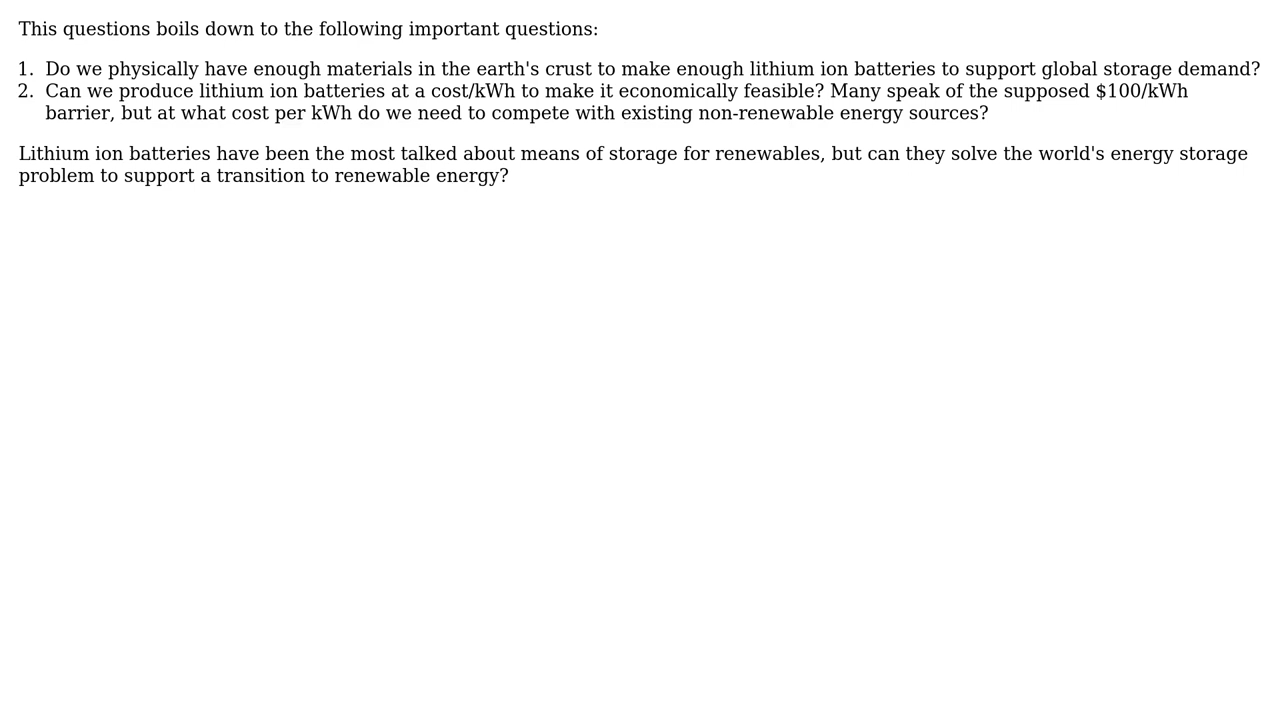 This questions boils down to the following important questions:
1. Do we physically have enough materials in the earth's crust to make enough lithium ion batteries to support global storage demand?
2. Can we produce lithium ion batteries at a cost/kWh to make it economically feasible? Many speak of the supposed $100/kWh
barrier, but at what cost per kWh do we need to compete with existing non-renewable energy sources?
Lithium ion batteries have been the most talked about means of storage for renewables, but can they solve the world's energy storage
problem to support a transition to renewable energy?